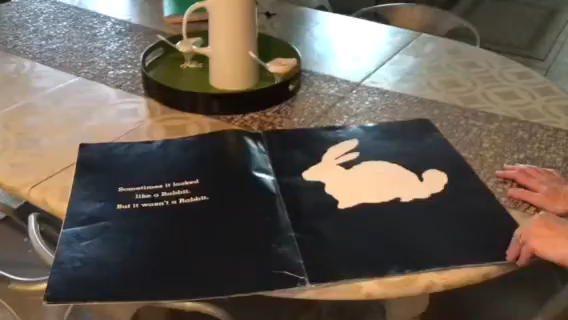 Sometimes it looked
like a Rabbit.
But it wasn't a Rabbit.